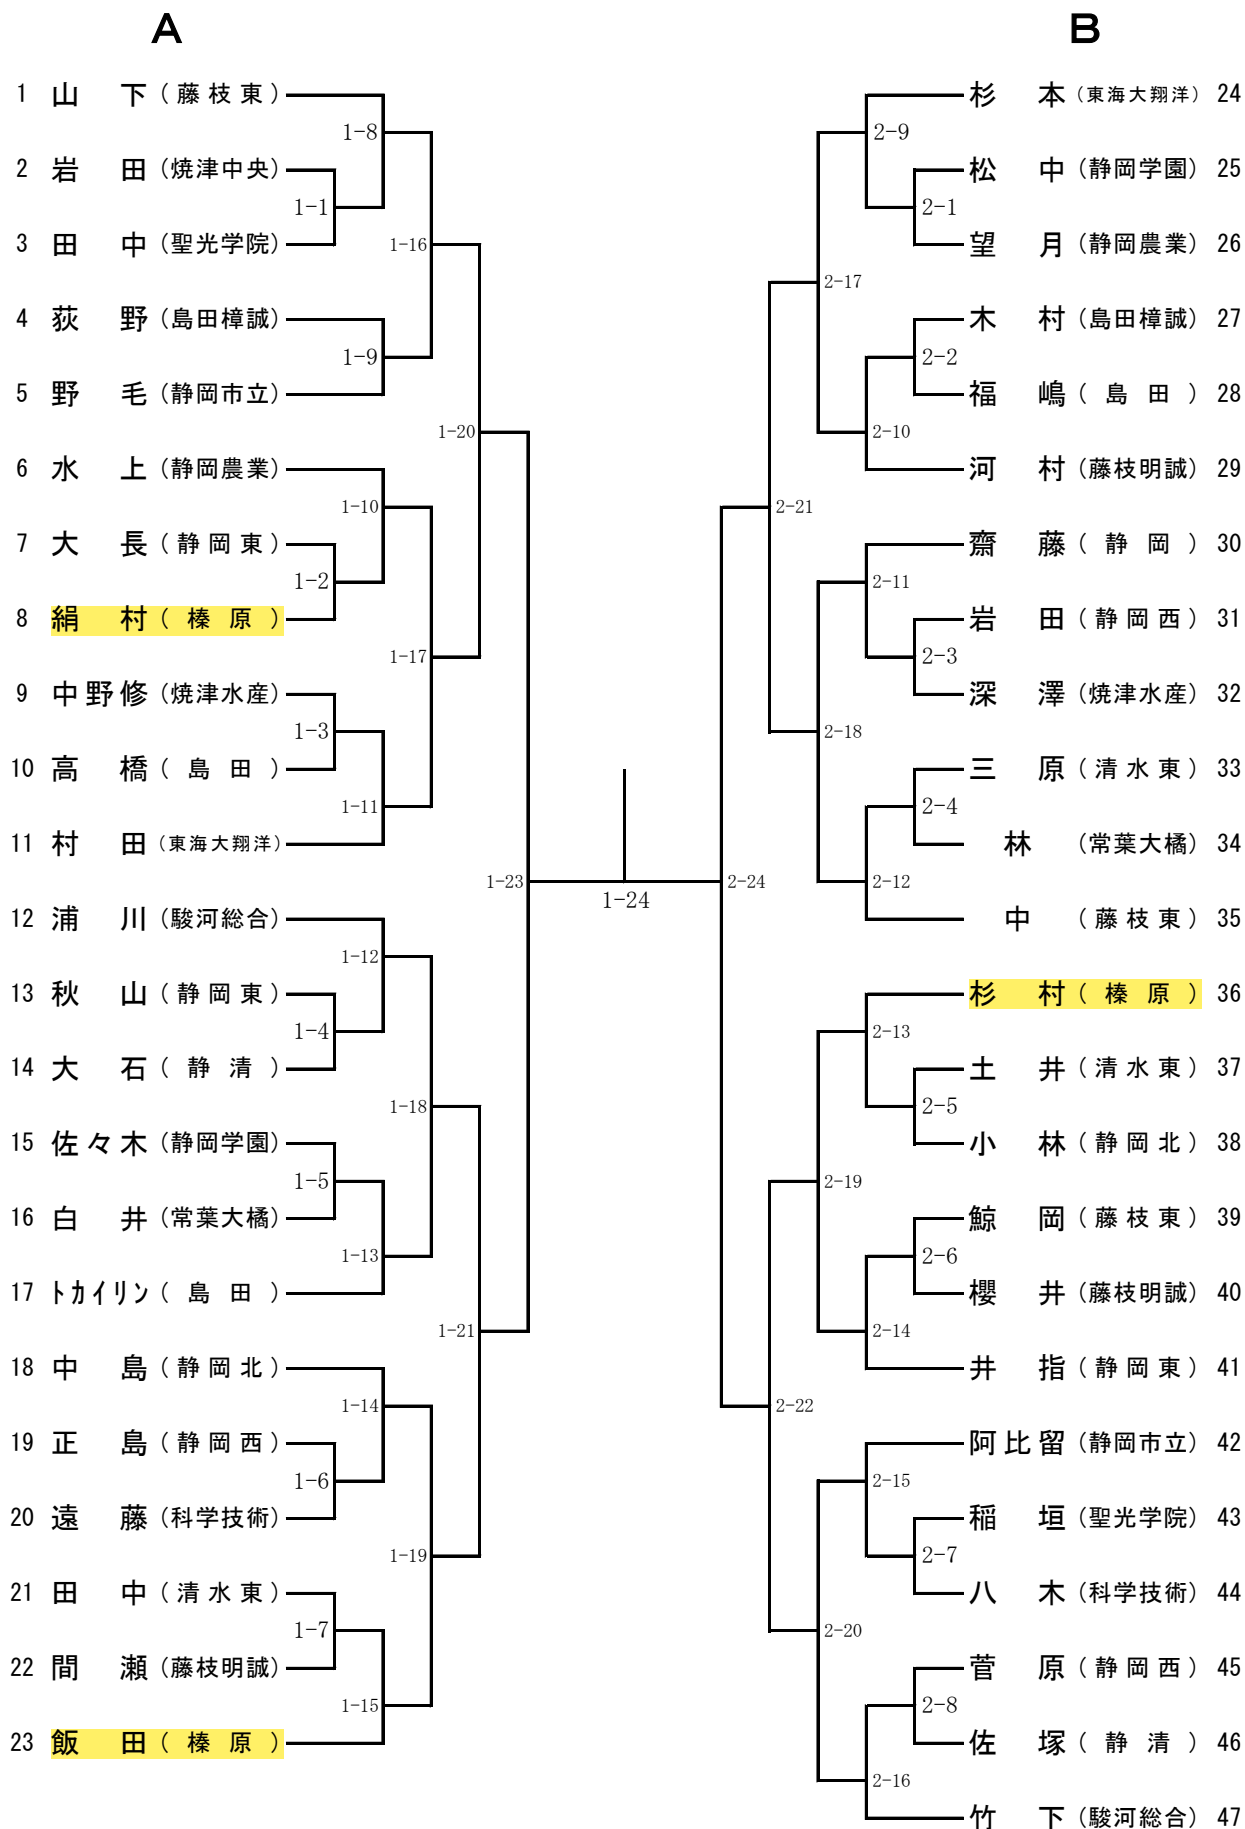 A
1 山下 (藤枝東)
1-8
2 岩田 (焼津中央)
1-1
3 田中 (聖光学院)
1-16
4 荻野 (島田樟誠)
1-9
5 野毛 (静岡市立)
1-20
6 水上 (静岡農業)
1-10
7 大長 (静岡東)
1-2
8 絹村 (榛原)
1-17
9 中野修 (焼津水産)
1-3
10 高橋 (島田)
1-11
11 村田 (東海大翔洋)
1-23
12 浦川 (駿河総合)
1-12
13 秋山 (静岡東)
1-4
14 大石 (静清)
1-18
15 佐々木 (静岡学園)
1-5
16 白井 (常葉大橘)
1-13
17 トカイリン (島田)
1-21
18 中島 (静岡北)
1-14
19 正島 (静岡西)
1-6
20 遠藤 (科学技術)
1-19
21 田中 (清水東)
1-7
22 間瀬 (藤枝明誠)
1-15
23 飯田 (榛原)
1-24
B
杉本 (東海大翔洋) 24
2-9
松中 (静岡学園) 25
2-1
望月 (静岡農業) 26
2-17
木村 (島田樟誠) 27
2-2
福嶋 (島田) 28
2-10
河村 (藤枝明誠) 29
2-21
齋藤 (静岡) 30
2-11
岩田 (静岡西) 31
2-3
深澤 (焼津水産) 32
2-18
三原 (清水東) 33
2-4
林 (常葉大橘) 34
2-12
2-24
中 (藤枝東) 35
杉村 (榛原) 36
2-13
土井 (清水東) 37
2-5
小林 (静岡北) 38
2-19
鯨岡 (藤枝東) 39
2-6
櫻井 (藤枝明誠) 40
2-14
井指 (静岡東) 41
2-22
阿比留 (静岡市立) 42
2-15
稲垣 (聖光学院) 43
2-7
八木 (科学技術) 44
2-20
菅原 (静岡西) 45
2-8
佐塚 (静清) 46
2-16
竹下 (駿河総合) 47